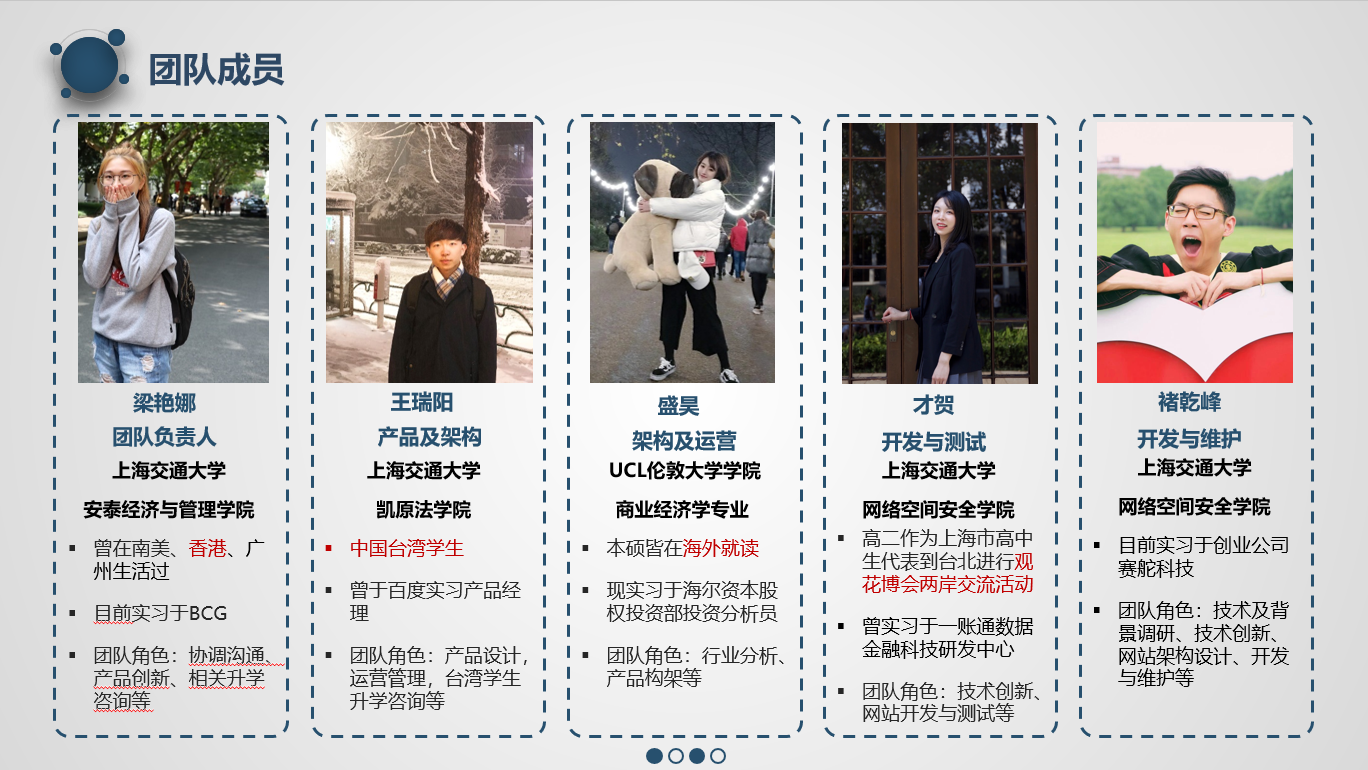 团队成员
梁艳娜
团队负责人
上海交通大学
安泰经济与管理学院
▪ 曾在南美、香港、广
州生活过
▪ 目前实习于BCG
▪ 团队角色：协调沟通、
产品创新、相关升学
咨询等
王瑞阳
产品及架构
上海交通大学
凯原法学院
▪ 中国台湾学生
▪ 曾于百度实习产品经
理
▪ 团队角色：产品设计，
运营管理，台湾学生
升学咨询等
盛昊
架构及运营
UCL伦敦大学学院
商业经济学专业
▪ 本硕皆在海外就读
▪ 现实习于海尔资本股
权投资部投资分析员
▪ 团队角色：行业分析、
产品构架等
才贺
开发与测试
上海交通大学
网络空间安全学院
▪ 高二作为上海市高中
生代表到台北进行观
花博会两岸交流活动
▪ 曾实习于一账通数据
金融科技研发中心
▪ 团队角色：技术创新、
网站开发与测试等
褚乾峰
开发与维护
上海交通大学
网络空间安全学院
▪ 目前实习于创业公司
赛舵科技
▪ 团队角色：技术及背
景调研、技术创新、
网站架构设计、开发
与维护等